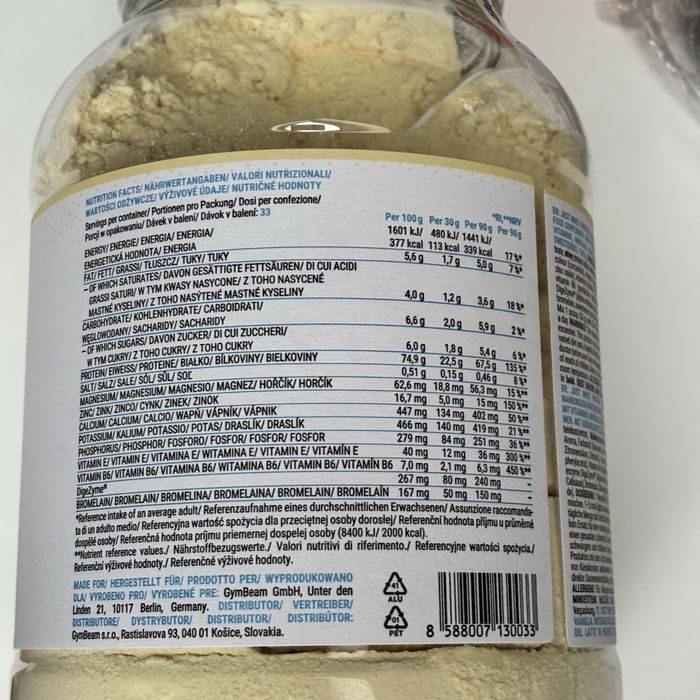 NUTRITION FACTS/ NÄHRWERTANGABEN/ VALORI NUTRIZIONALI/
WARTOŚCI ODŻYWCZE/ VÝŽIVOVÉ ÚDAJE/ NUTRIČNÉ HODNOTY
Servings per container/ Portionen pro Packung/ Dosi per confezione/
Porcji w opakowaniu/ Dávek v balení/ Dávok v balení: 33
*RI,**NRV
Per 100 g Per 30 g Per 90 g Per 90 g
ENERGY/ ENERGIE/ ENERGIA/ ENERGIA/ 1601 kJ/ 480 kJ/ 1441 kJ/
ENERGETICKÁ HODNOTA/ ENERGIA 377 kcal 113 kcal 339 kcal 17 %*
FAT/ FETT/ GRASSI/ TŁUSZCZ/ TUKY/ TUKY 5,6 g 1,7 g 5,0 g 7 %*
– OF WHICH SATURATES/ DAVON GESÄTTIGTE FETTSÄUREN/ DI CUI ACIDI
GRASSI SATURI/ W TYM KWASY NASYCONE/ Z TOHO NASYCENÉ
MASTNÉ KYSELINY/ Z TOHO NASÝTENÉ MASTNÉ KYSELINY 4,0 g 1,2 g 3,6 g 18 %*
CARBOHYDRATE/ KOHLENHYDRATE/ CARBOIDRATI/
WĘGLOWODANY/ SACHARIDY/ SACHARIDY 6,6 g 2,0 g 5,9 g 2 %*
– OF WHICH SUGARS/ DAVON ZUCKER/ DI CUI ZUCCHERI/
W TYM CUKRY/ Z TOHO CUKRY/ Z TOHO CUKRY 6,0 g 1,8 g 5,4 g 6 %*
PROTEIN/ EIWEISS/ PROTEINE/ BIAŁKO/ BÍLKOVINY/ BIELKOVINY 74,9 g 22,5 g 67,5 g 135 %*
SALT/ SALZ/ SALE/ SÓL/ SŮL/ SOĽ 0,51 g 0,15 g 0,46 g 8 %*
MAGNESIUM/ MAGNESIUM/ MAGNESIO/ MAGNEZ/ HOŘČÍK/ HORČÍK 62,6 mg 18,8 mg 56,3 mg 15 %**
ZINC/ ZINK/ ZINCO/ CYNK/ ZINEK/ ZINOK 16,7 mg 5,0 mg 15 mg 150 %**
CALCIUM/ CALCIUM/ CALCIO/ WAPŃ/ VÁPNÍK/ VÁPNIK 447 mg 134 mg 402 mg 50 %**
POTASSIUM/ KALIUM/ POTASSIO/ POTAS/ DRASLÍK/ DRASLÍK 466 mg 140 mg 419 mg 21 %**
PHOSPHORUS/ PHOSPHOR/ FOSFORO/ FOSFOR/ FOSFOR/ FOSFOR 279 mg 84 mg 251 mg 36 %**
VITAMIN E/ VITAMIN E/ VITAMINA E/ WITAMINA E/ VITAMIN E/ VITAMÍN E 40 mg 12 mg 36 mg 300 %**
VITAMIN B6/ VITAMIN B6/ VITAMINA B6/ WITAMINA B6/ VITAMIN B6/ VITAMÍN B6 7,0 mg 2,1 mg 6,3 mg 450 %**
DigeZyme® 267 mg 80 mg 240 mg –
BROMELAIN/ BROMELAIN/ BROMELINA/ BROMELAINA/ BROMELAIN/ BROMELAÍN 167 mg 50 mg 150 mg –
*Reference intake of an average adult/ Referenzaufnahme eines durchschnittlichen Erwachsenen/ Assunzione raccomanda-
ta di un adulto medio/ Referencyjna wartość spożycia dla przeciętnej osoby dorosłej/ Referenční hodnota příjmu u průměrné
dospělé osoby/ Referenčná hodnota príjmu priemernej dospelej osoby (8400 kJ/ 2000 kcal).
**Nutrient reference values./ Nährstoffbezugswerte./ Valori nutritivi di riferimento./ Referencyjne wartości spożycia./
Referenční výživové hodnoty./ Referenčné výživové hodnoty.
MADE FOR/ HERGESTELLT FÜR/ PRODOTTO PER/ WYPRODUKOWANO
DLA/ VYROBENO PRO/ VYROBENÉ PRE: GymBeam GmbH, Unter den
Linden 21, 10117 Berlin, Germany. DISTRIBUTOR/ VERTREIBER/
DISTRIBUTORE/ DYSTRYBUTOR/ DISTRIBUTOR/ DISTRIBÚTOR:
GymBeam s.r.o., Rastislavova 93, 040 01 Košice, Slovakia.
41
ALU
01
PET
8 588007 130033